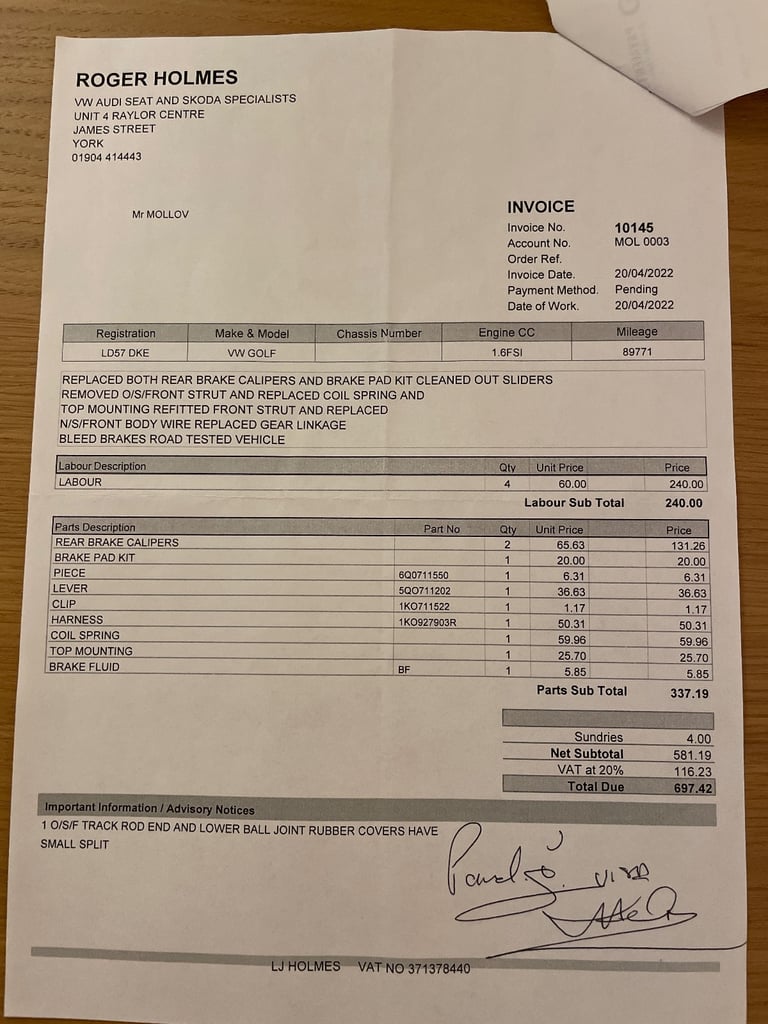 ROGER HOLMES
VW AUDI SEAT AND SKODA SPECIALISTS
UNIT 4 RAYLOR CENTRE
JAMES STREET
YORK
01904 414443
Mr MOLLOV
INVOICE
Invoice No. 10145
Account No. MOL 0003
Order Ref.
Invoice Date. 20/04/2022
Payment Method. Pending
Date of Work. 20/04/2022
Registration Make & Model Chassis Number Engine CC Mileage
LD57 DKE VW GOLF 1.6FSI 89771
REPLACED BOTH REAR BRAKE CALIPERS AND BRAKE PAD KIT CLEANED OUT SLIDERS
REMOVED O/S/FRONT STRUT AND REPLACED COIL SPRING AND
TOP MOUNTING REFITTED FRONT STRUT AND REPLACED
N/S/FRONT BODY WIRE REPLACED GEAR LINKAGE
BLEED BRAKES ROAD TESTED VEHICLE
Labour Description Qty Unit Price Price
LABOUR 4 60.00 240.00
Labour Sub Total 240.00
Parts Description Part No Qty Unit Price Price
REAR BRAKE CALIPERS 2 65.63 131.26
BRAKE PAD KIT 1 20.00 20.00
PIECE 6Q0711550 1 6.31 6.31
LEVER 5QO711202 1 36.63 36.63
CLIP 1KO711522 1 1.17 1.17
HARNESS 1KO927903R 1 50.31 50.31
COIL SPRING 1 59.96 59.96
TOP MOUNTING 1 25.70 25.70
BRAKE FLUID BF 1 5.85 5.85
Parts Sub Total 337.19
Sundries 4.00
Net Subtotal 581.19
VAT at 20% 116.23
Total Due 697.42
Important Information / Advisory Notices
1 O/S/F TRACK ROD END AND LOWER BALL JOINT RUBBER COVERS HAVE
SMALL SPLIT
LJ HOLMES VAT NO 371378440